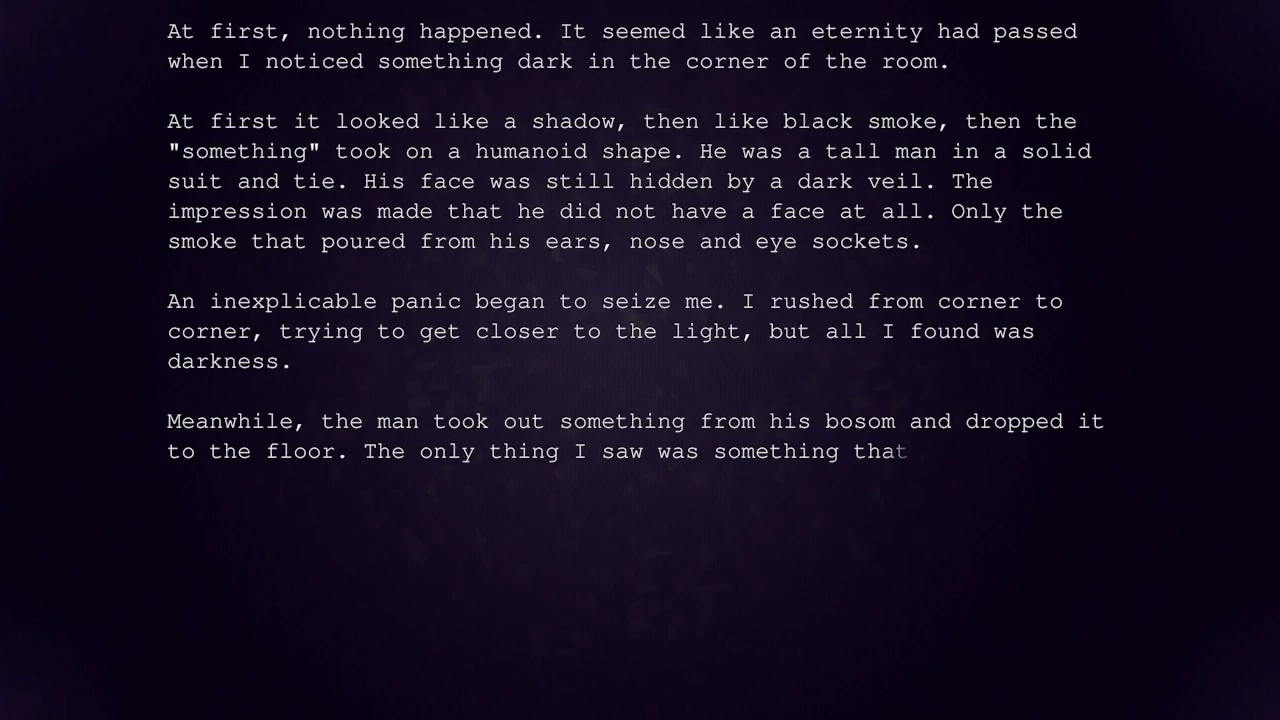 At first, nothing happened. It seemed like an eternity had passed
when I noticed something dark in the corner of the room.
At first it looked like a shadow, then like black smoke, then the
"something" took on a humanoid shape. He was a tall man in a solid
suit and tie. His face was still hidden by a dark veil. The
impression was made that he did not have a face at all. Only the
smoke that poured from his ears, nose and eye sockets.
An inexplicable panic began to seize me. I rushed from corner to
corner, trying to get closer to the light, but all I found was
darkness.
Meanwhile, the man took out something from his bosom and dropped it
to the floor. The only thing I saw was something that